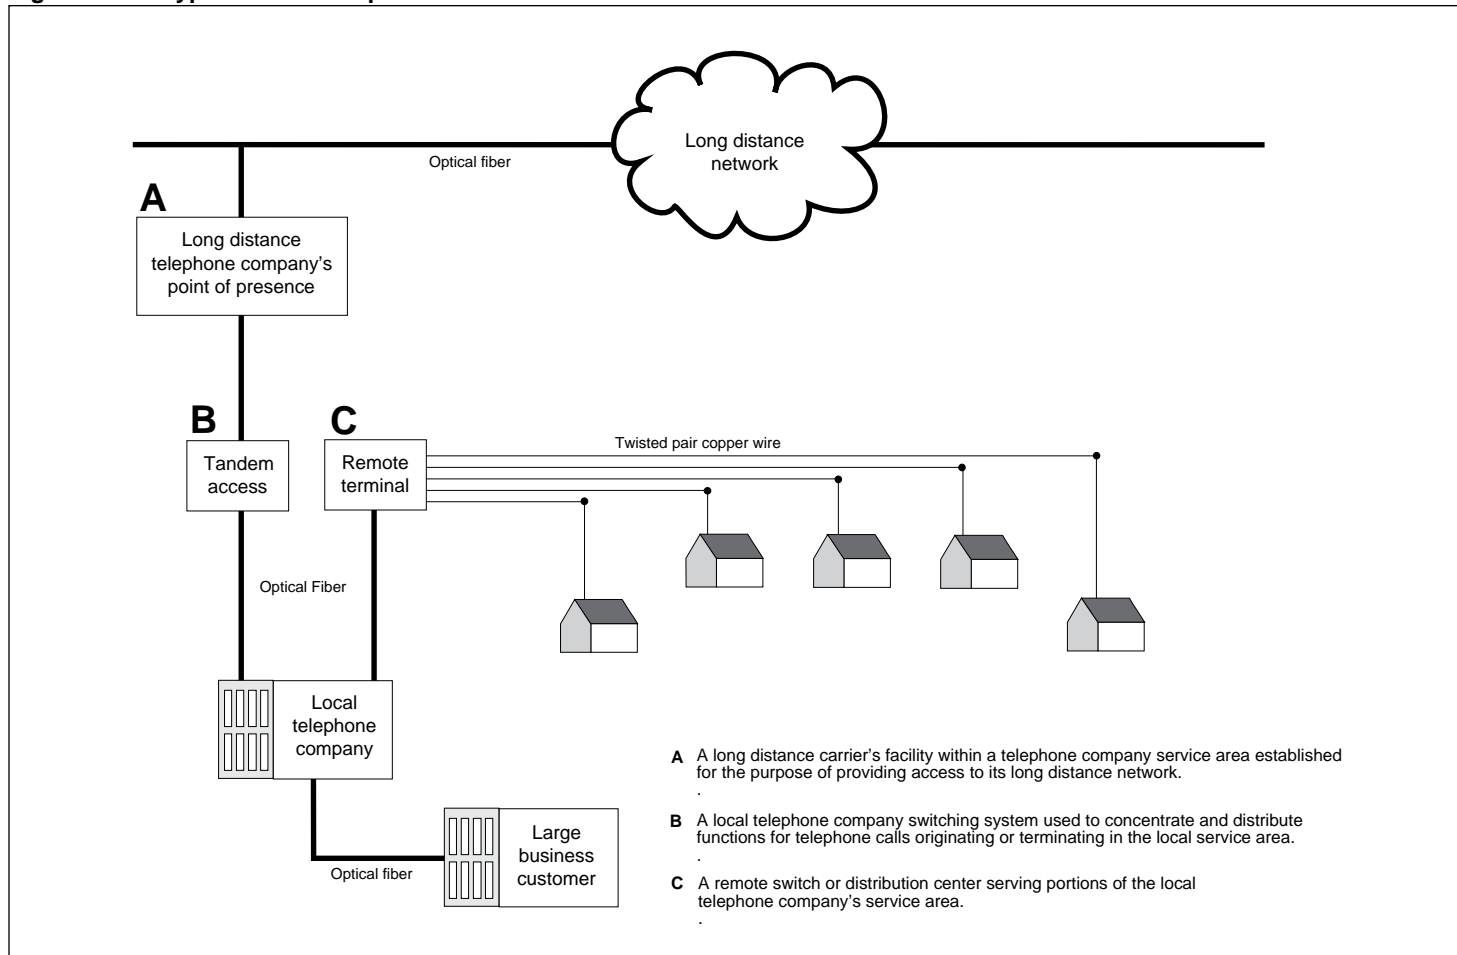 Long distance
network
Optical fiber
A
Long distance
telephone company's
point of presence
B
C
Tandem
access
Remote
terminal
Twisted pair copper wire
Optical Fiber
Local
telephone
company
Large
business
customer
Optical fiber
A A long distance carrier's facility within a telephone company service area established
for the purpose of providing access to its long distance network.
.
B A local telephone company switching system used to concentrate and distribute
functions for telephone calls originating or terminating in the local service area.
.
C A remote switch or distribution center serving portions of the local
telephone company's service area.
.